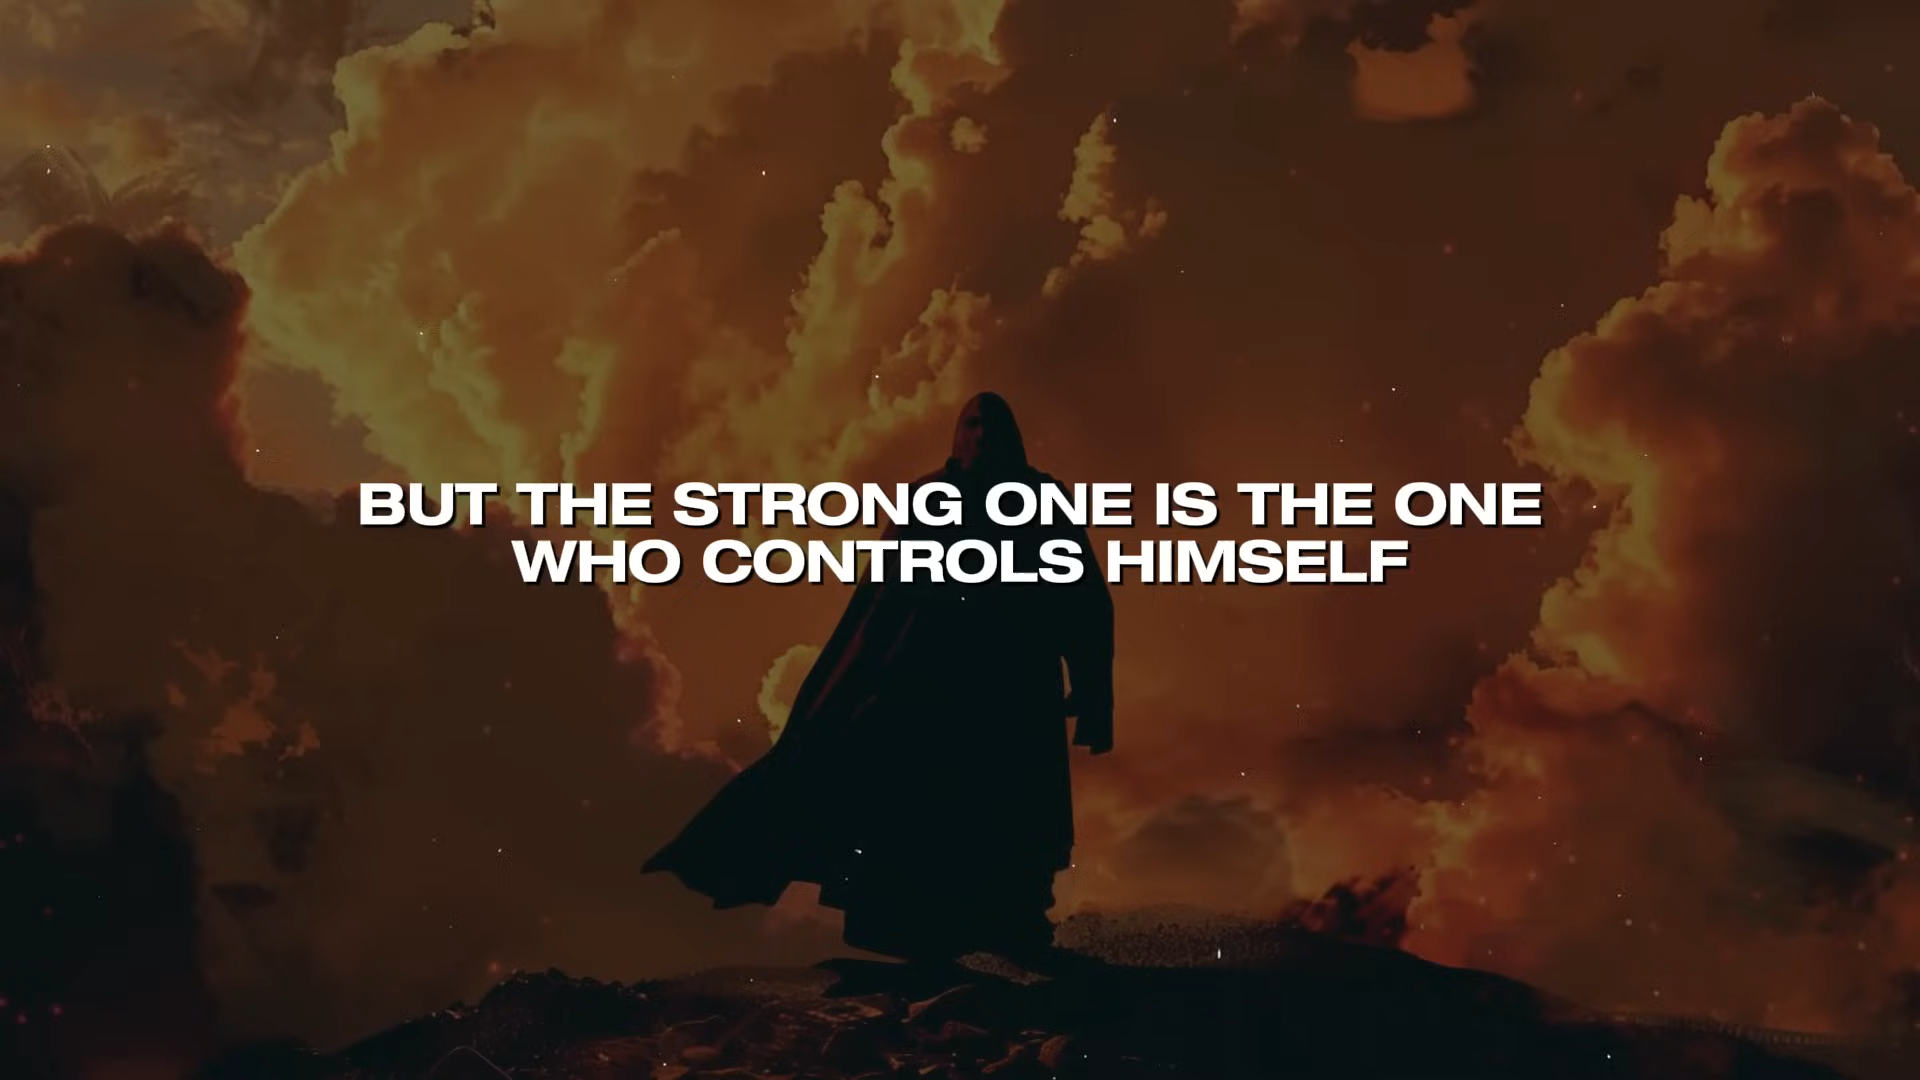 BUT THE STRONG ONE IS THE ONE
WHO CONTROLS HIMSELF